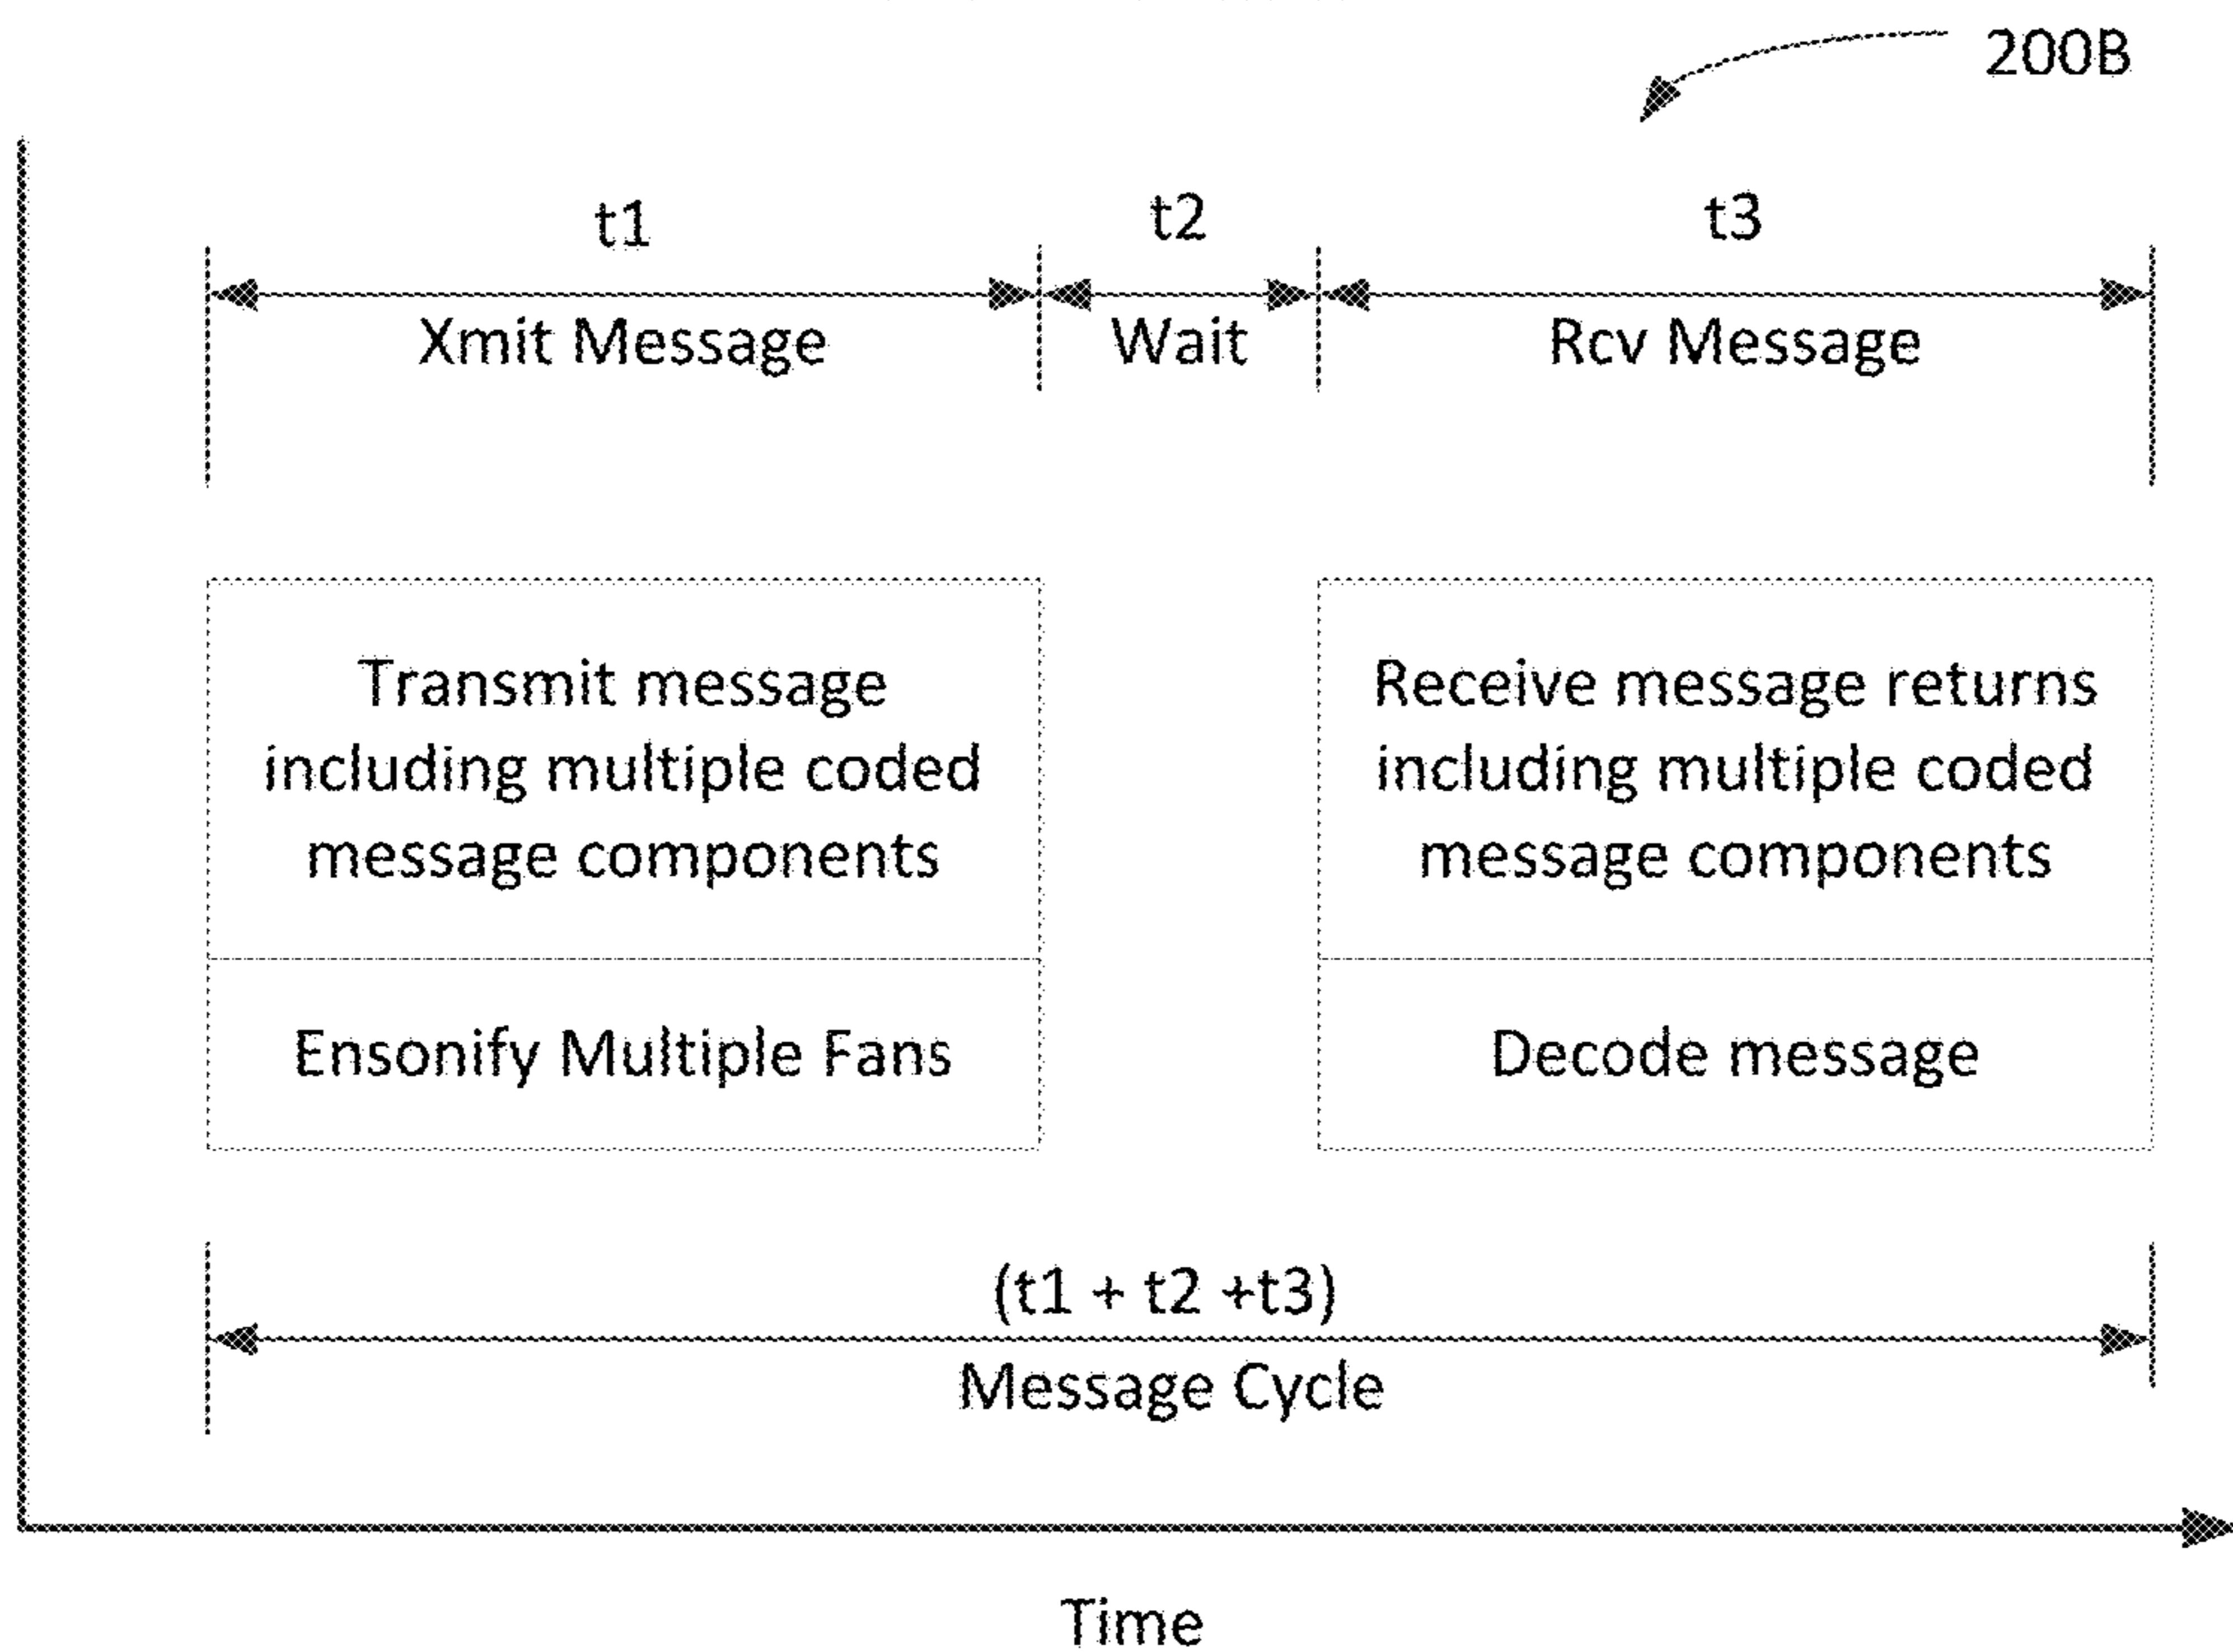 200B
t1
t2
t3
Xmit Message
Wait
Rcv Message
Transmit message
including multiple coded
message components
Receive message returns
including multiple coded
message components
Ensonify Multiple Fans
Decode message
(t1 + t2 +t3)
Message Cycle
Time